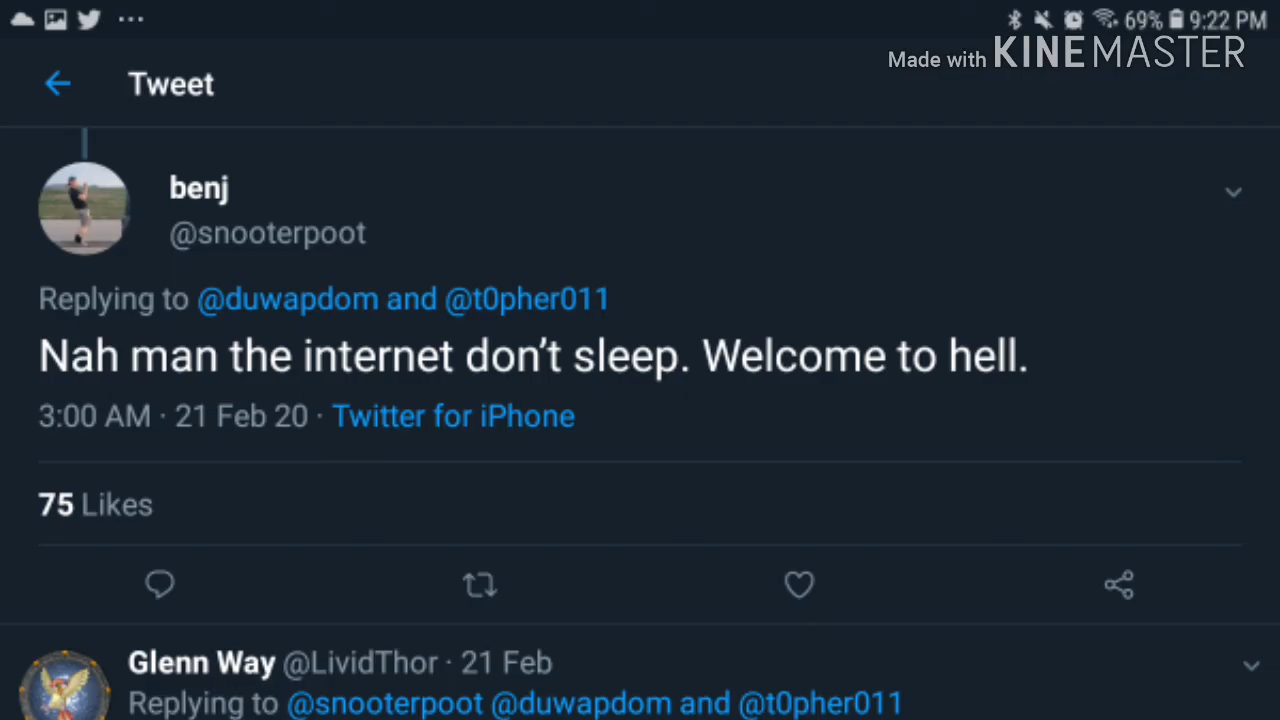 69% 9:22 PM
Made with KINEMASTER
Tweet
benj
@snooterpoot
Replying to @duwapdom and @t0pher011
Nah man the internet don’t sleep. Welcome to hell.
3:00 AM · 21 Feb 20 · Twitter for iPhone
75 Likes
Glenn Way @LividThor · 21 Feb
Replying to @snooterpoot @duwapdom and @t0pher011